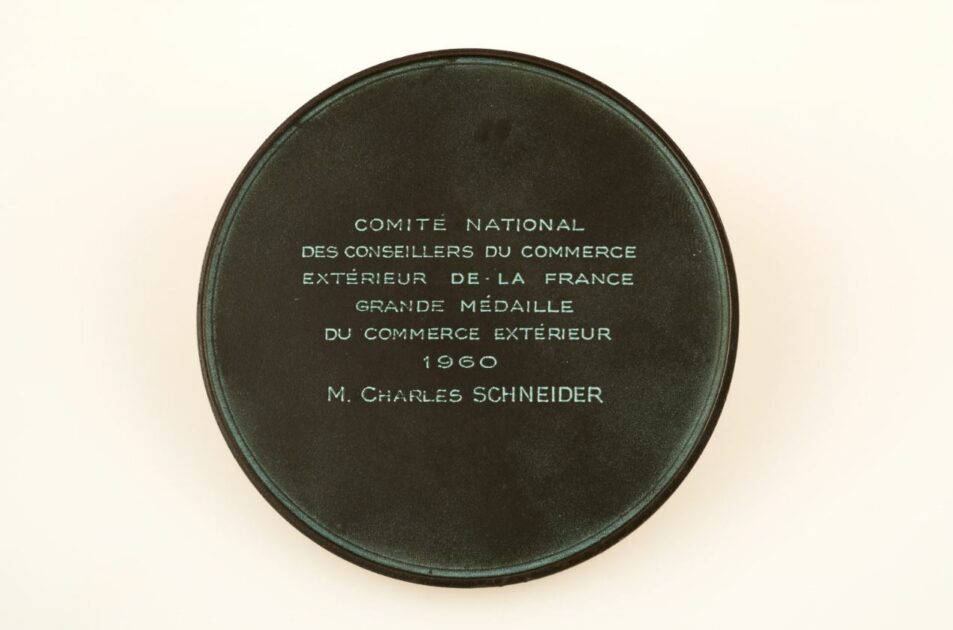 COMITÉ NATIONAL
DES CONSEILLERS DU COMMERCE
EXTÉRIEUR DE·LA FRANCE
GRANDE MÉDAILLE
DU COMMERCE EXTÉRIEUR
1960
M. CHARLES SCHNEIDER